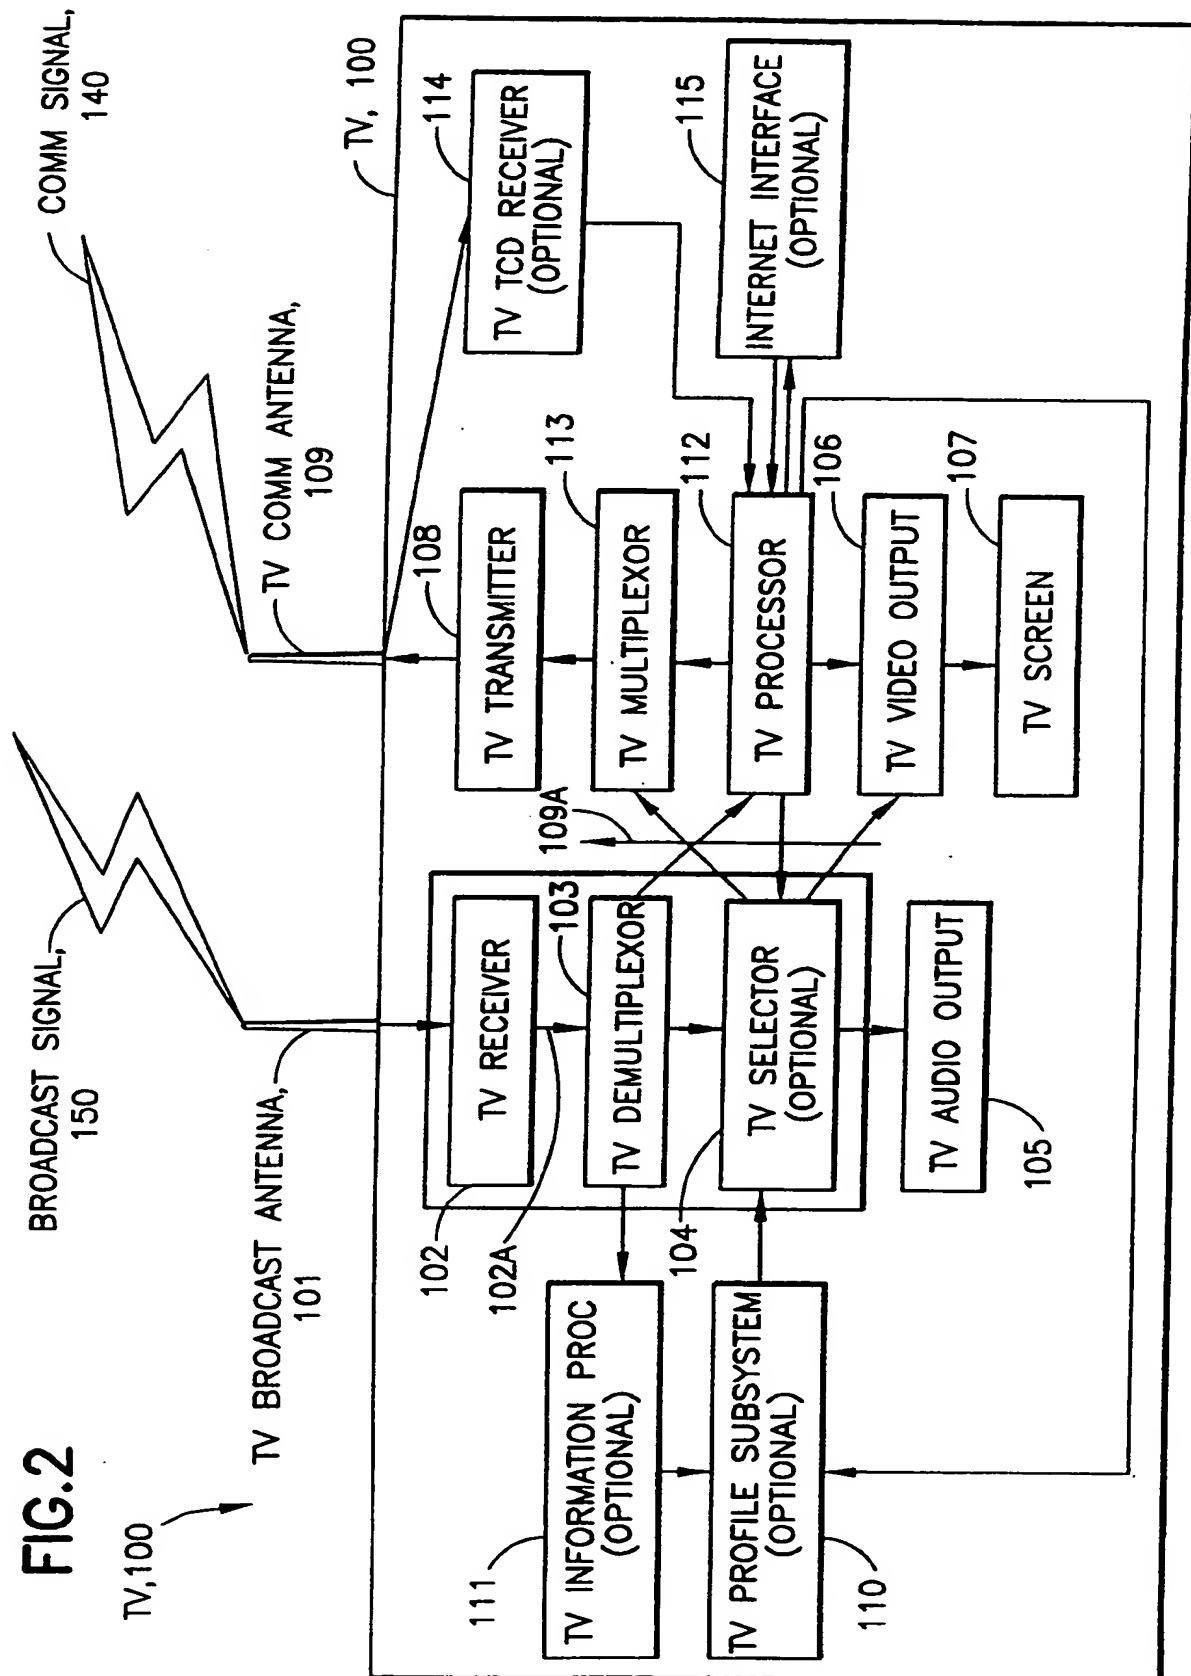 FIG.2
TV,100
BROADCAST SIGNAL,
150
TV BROADCAST ANTENNA,
101
COMM SIGNAL,
140
TV COMM ANTENNA,
109
TV, 100
TV RECEIVER
102
102A
TV DEMULTIPLEXOR
103
TV SELECTOR
(OPTIONAL)
104
TV AUDIO OUTPUT
105
TV INFORMATION PROC
(OPTIONAL)
111
TV PROFILE SUBSYSTEM
(OPTIONAL)
110
109A
TV TRANSMITTER
108
TV MULTIPLEXOR
113
TV PROCESSOR
112
TV VIDEO OUTPUT
106
TV SCREEN
107
TV TCD RECEIVER
(OPTIONAL)
114
INTERNET INTERFACE
(OPTIONAL)
115